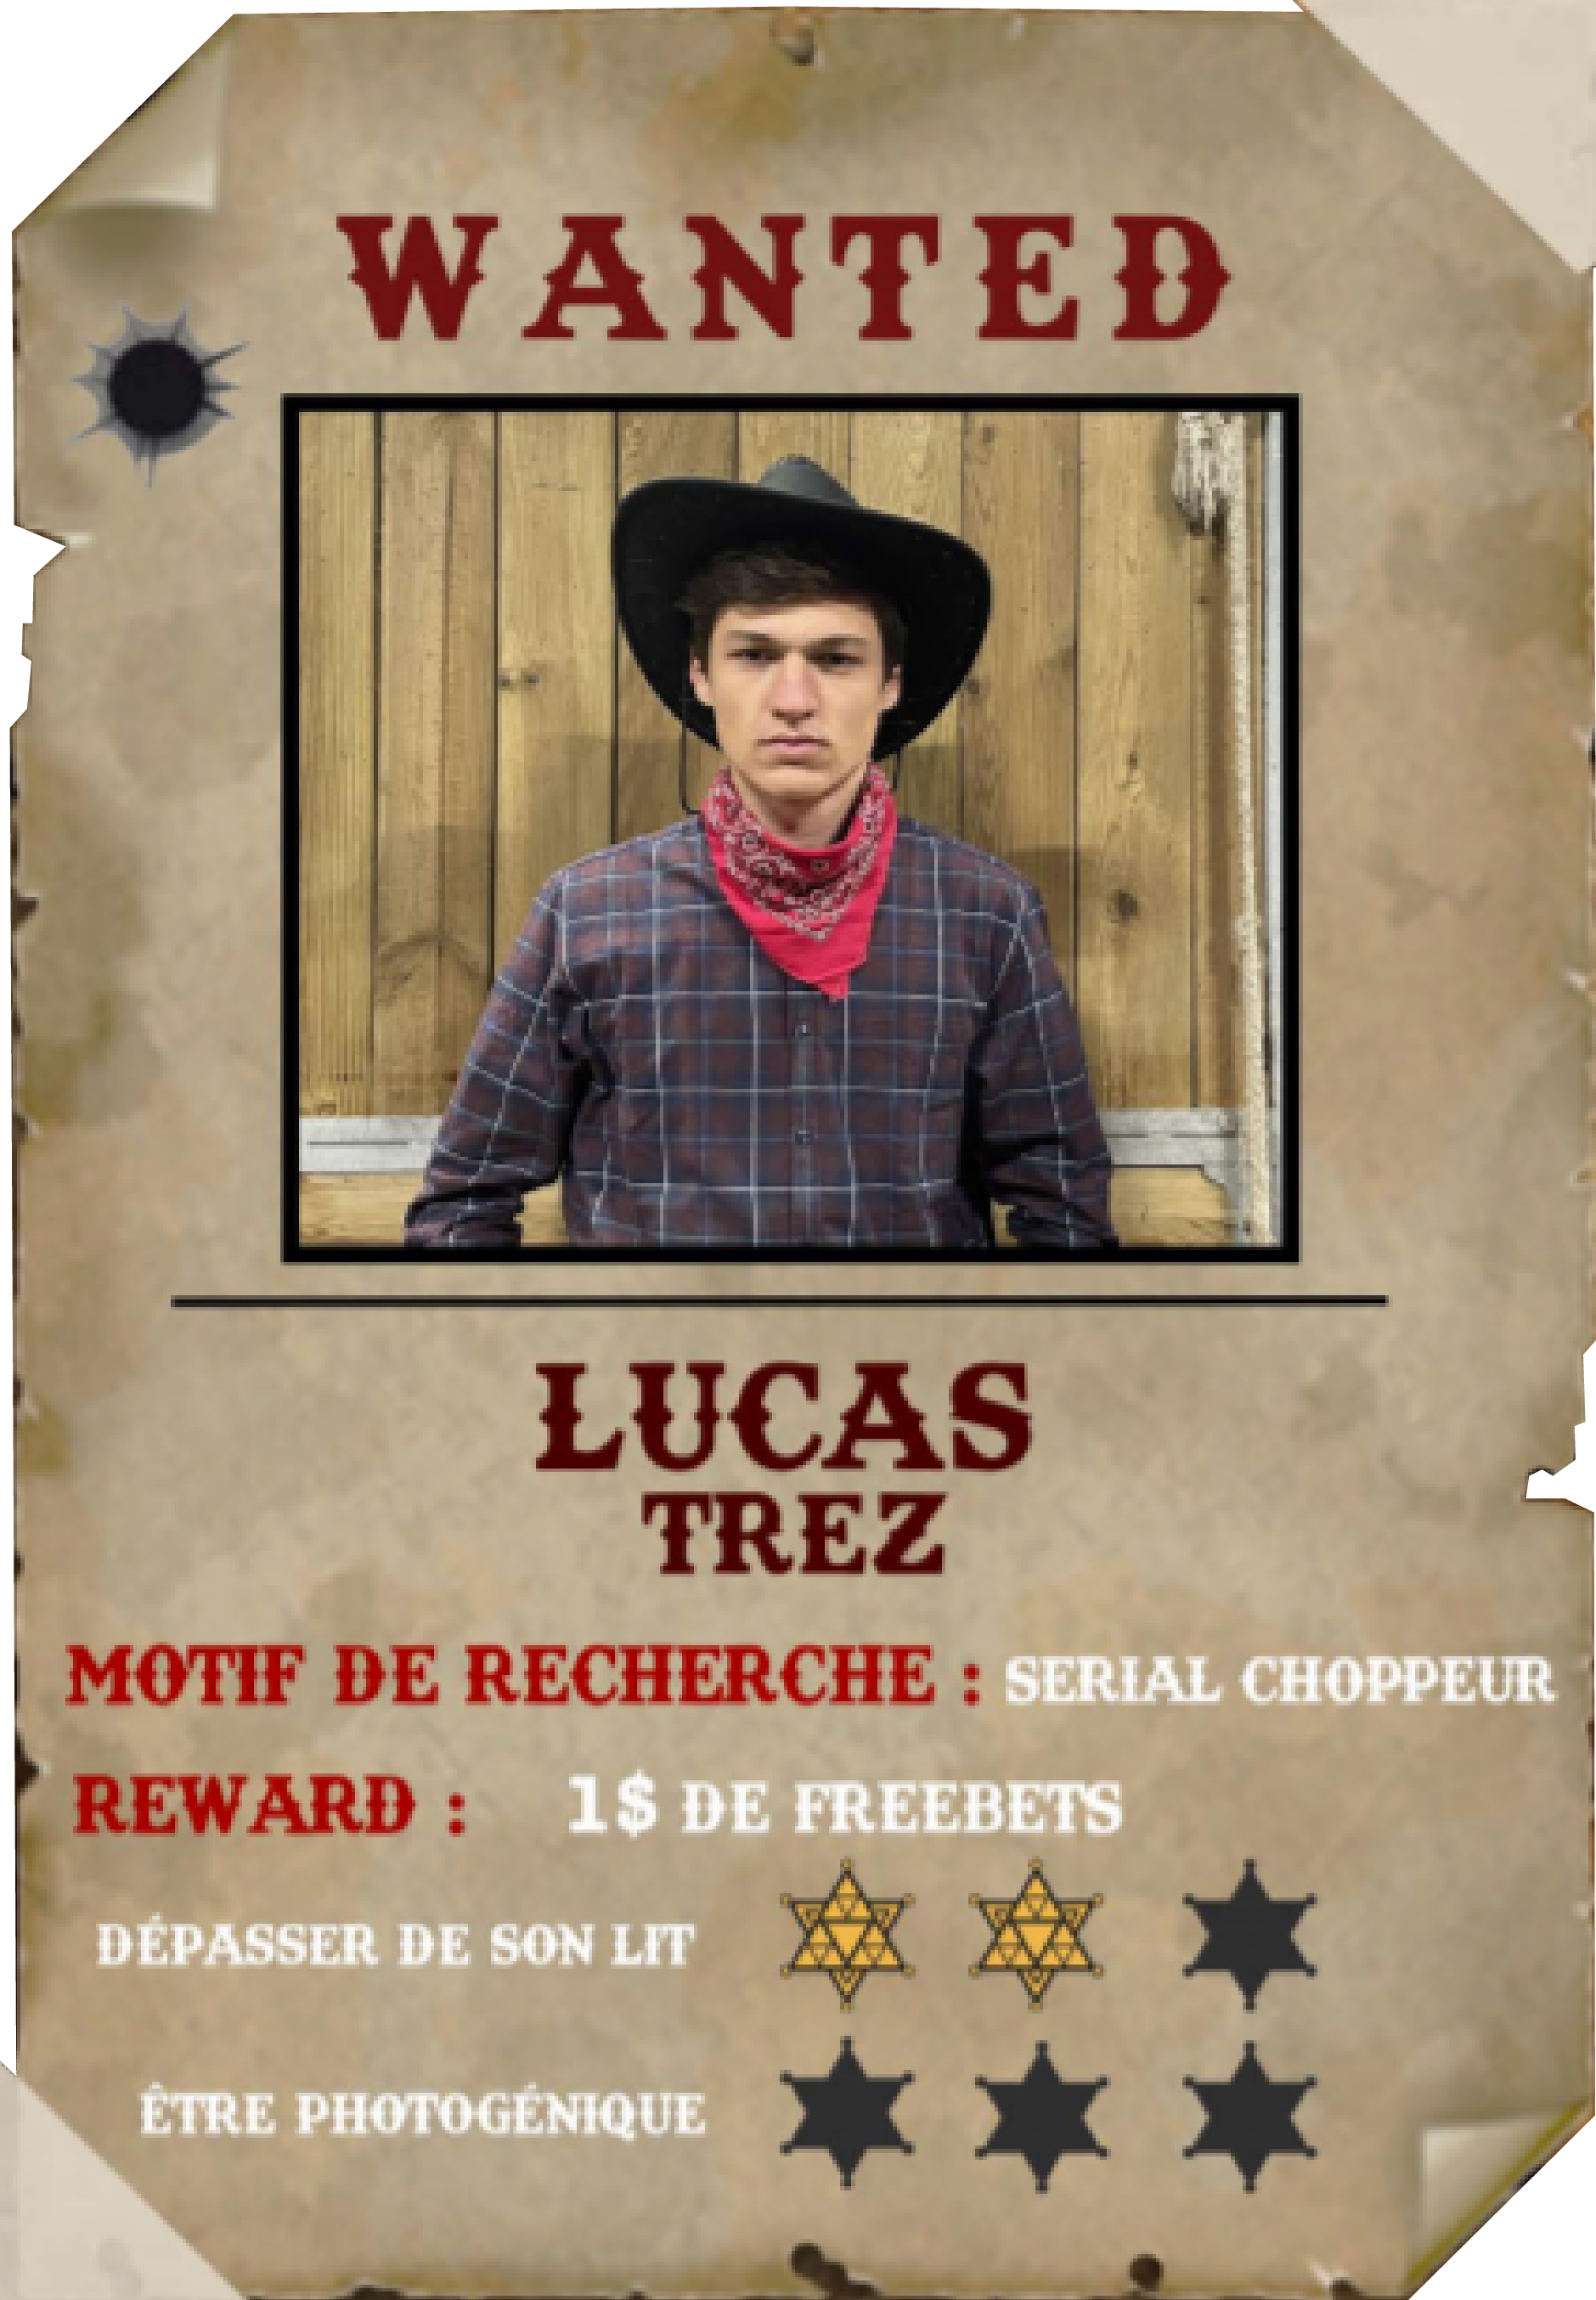 WANTED
LUCAS
TREZ
MOTIF DE RECHERCHE : SERIAL CHOPPEUR
REWARD : 1$ DE FREEBETS
DÉPASSER DE SON LIT
ÊTRE PHOTOGÉNIQUE